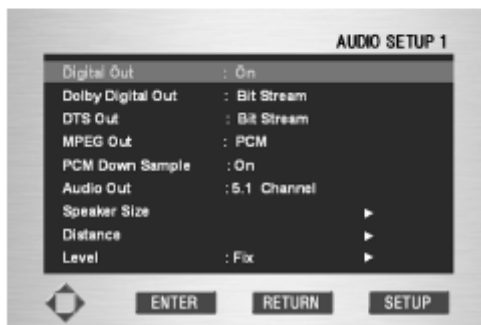 AUDIO SETUP 1
Digital Out : On
Dolby Digital Out : Bit Stream
DTS Out : Bit Stream
MPEG Out : PCM
PCM Down Sample : On
Audio Out : 5.1 Channel
Speaker Size ►
Distance ►
Level : Fix ►
ENTER RETURN SETUP